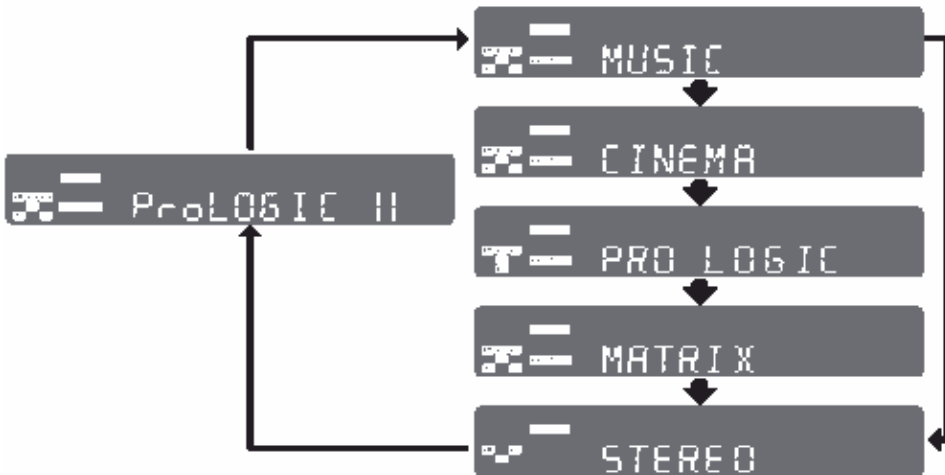 MUSIC
CINEMA
ProLOGIC II
PRO LOGIC
MATRIX
STEREO